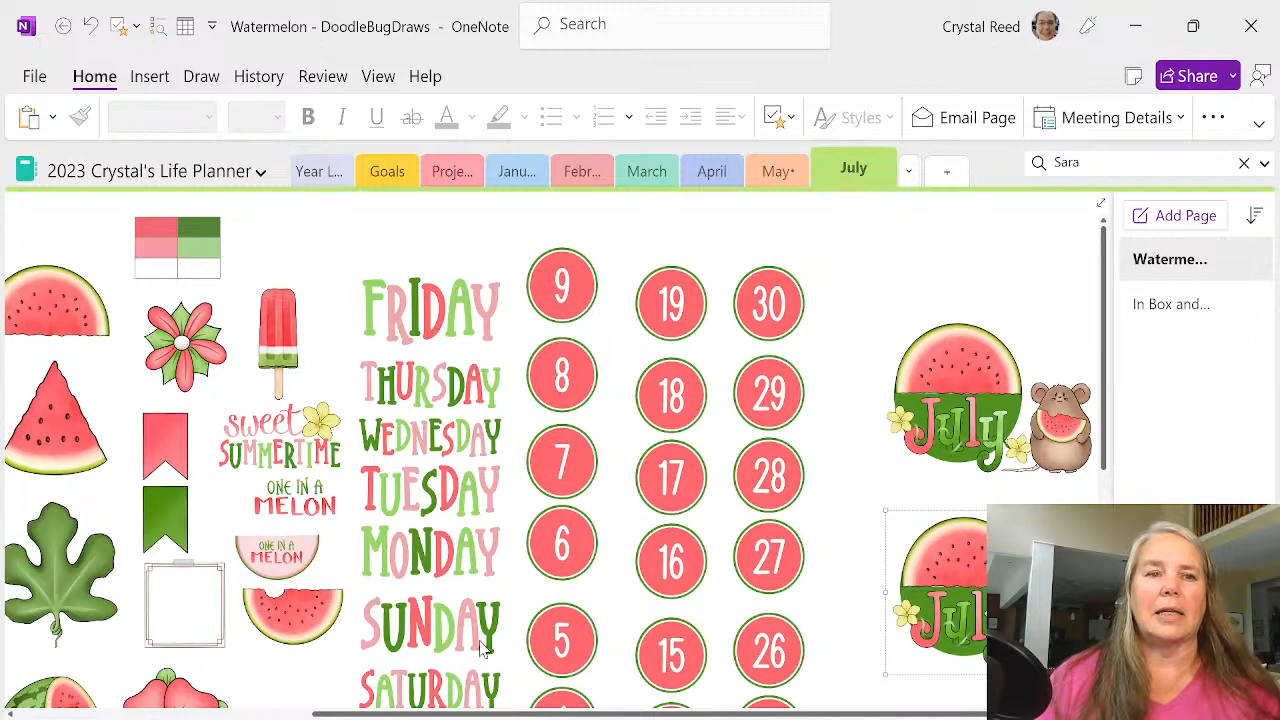 Watermelon - DoodleBugDraws - OneNote
Search
Crystal Reed
File Home Insert Draw History Review View Help
Share
B I U ab A
Styles
Email Page
Meeting Details
2023 Crystal's Life Planner
Year L...
Goals
Proje...
Janu...
Febr...
March
April
May
July
Sara
Add Page
Waterme...
In Box and...
FRIDAY
THURSDAY
WEDNESDAY
TUESDAY
MONDAY
SUNDAY
SATURDAY
sweet
SUMMERTIME
ONE IN A
MELON
ONE IN A
MELON
9 19 30
8 18 29
7 17 28
6 16 27
5 15 26
July
Jul